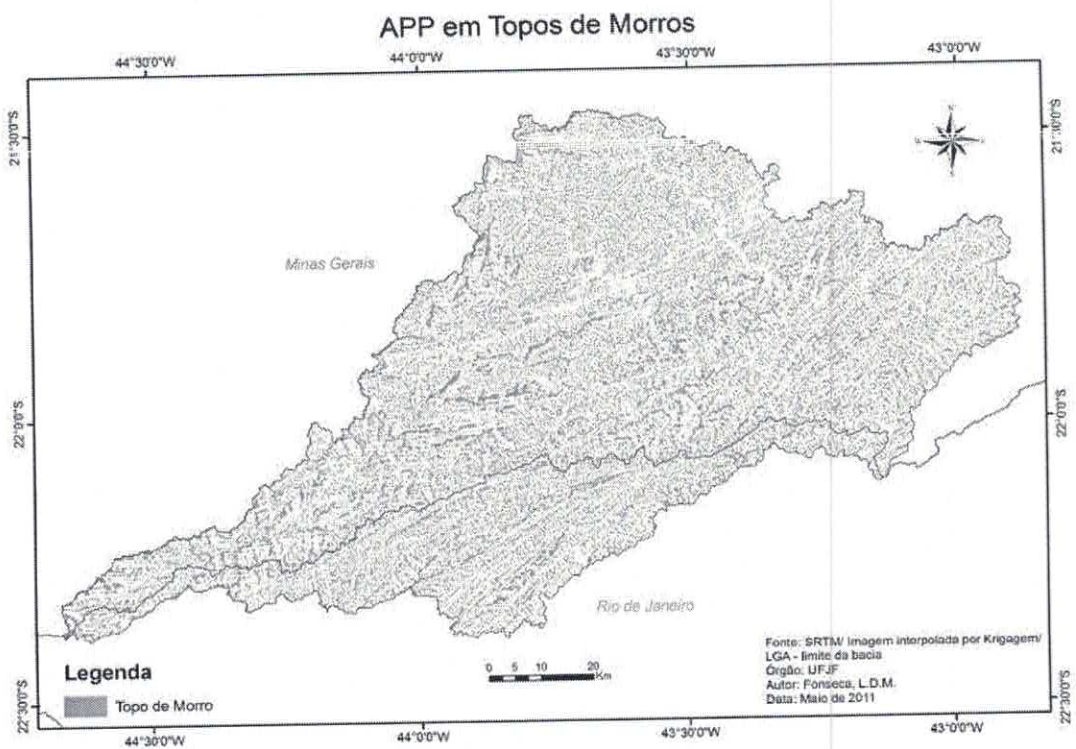 APP em Topos de Morros
44°30'0"W 44°0'0"W 43°30'0"W 43°0'0"W
21°30'0"S
21°30'0"S
Minas Gerais
22°0'0"S
22°0'0"S
Rio de Janeiro
Legenda
Topo de Morro
0 5 10 20
Km
Fonte: SRTM/ Imagem interpolada por Krigagem/
LGA - limite da bacia
Órgão: UFJF
Autor: Fonseca, L.D.M.
Data: Maio de 2011
22°30'0"S
22°30'0"S
44°30'0"W 44°0'0"W 43°30'0"W 43°0'0"W